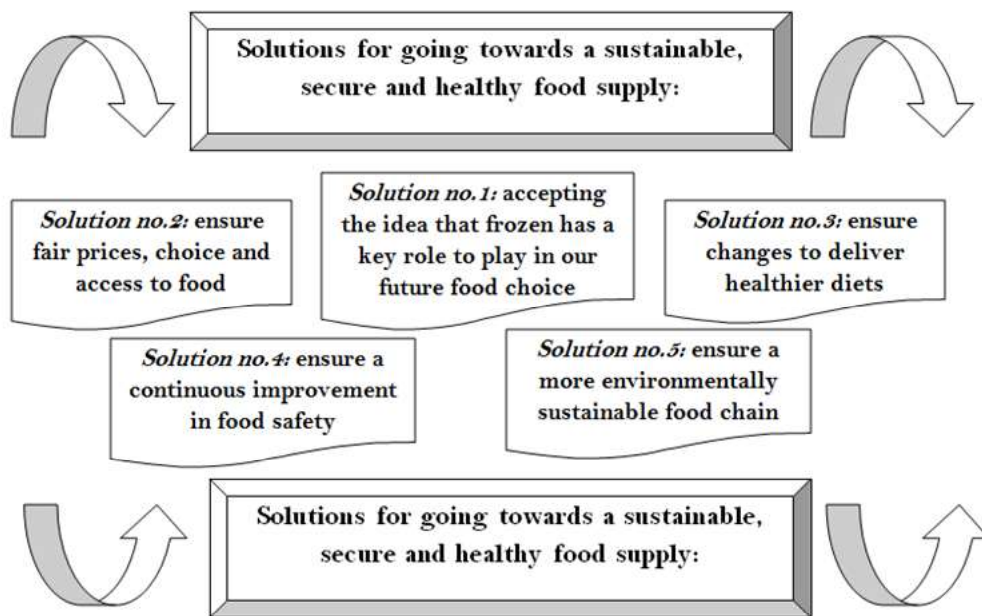 Solutions for going towards a sustainable,
secure and healthy food supply:
Solution no.2: ensure
fair prices, choice and
access to food
Solution no.1: accepting
the idea that frozen has a
key role to play in our
future food choice
Solution no.3: ensure
changes to deliver
healthier diets
Solution no.4: ensure a
continuous improvement
in food safety
Solution no.5: ensure a
more environmentally
sustainable food chain
Solutions for going towards a sustainable,
secure and healthy food supply: